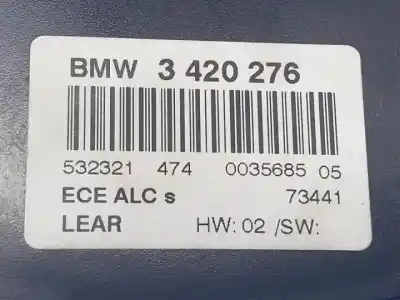 BMW 3 420 276
532321 474 0035685 05
ECE ALC s 73441
LEAR HW: 02 /SW: